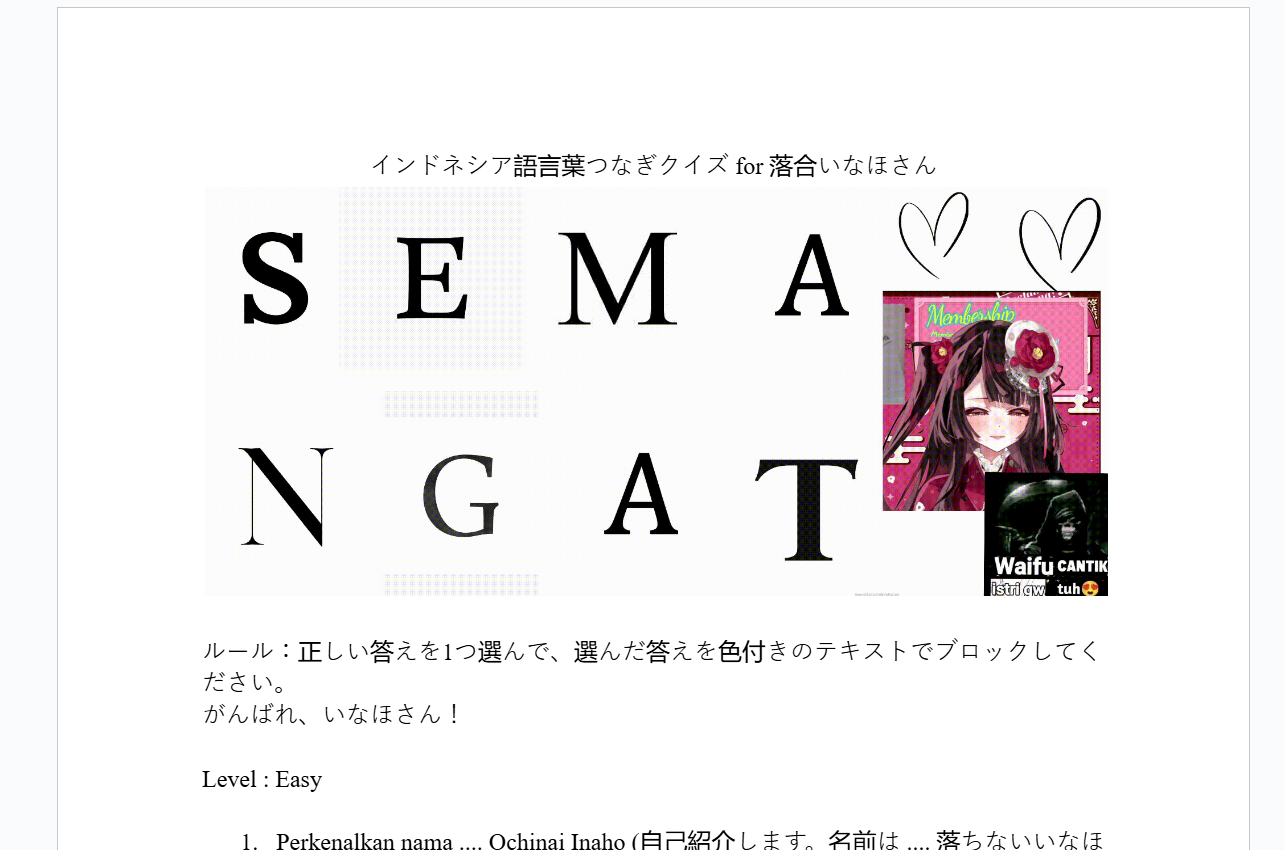 インドネシア語言葉つなぎクイズ for 落合いなほさん
S E M A
N G A T
Membership
Waifu CANTIK
istri gw tuh😍
ルール：正しい答えを1つ選んで、選んだ答えを色付きのテキストでブロックしてく
ださい。
がんばれ、いなほさん！
Level : Easy
1. Perkenalkan nama .... Ochinai Inaho (自己紹介します。名前は .... 落ちないいなほ